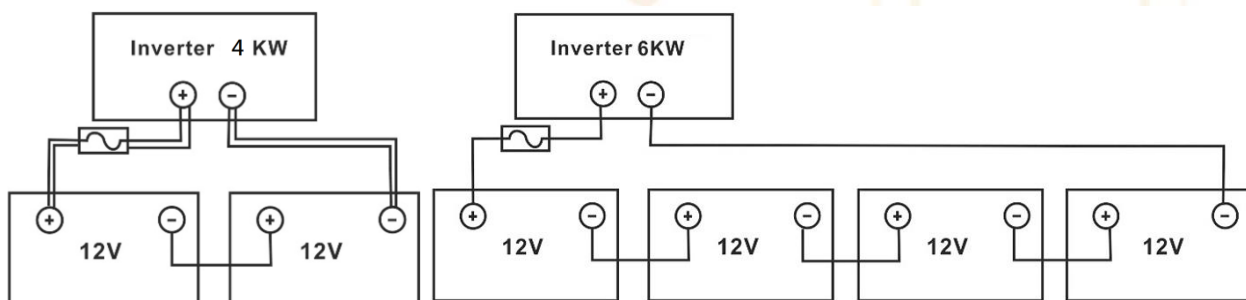 Inverter 4 KW
+ −
+ − + −
12V 12V
Inverter 6KW
+ −
+ − + − + − + −
12V 12V 12V 12V